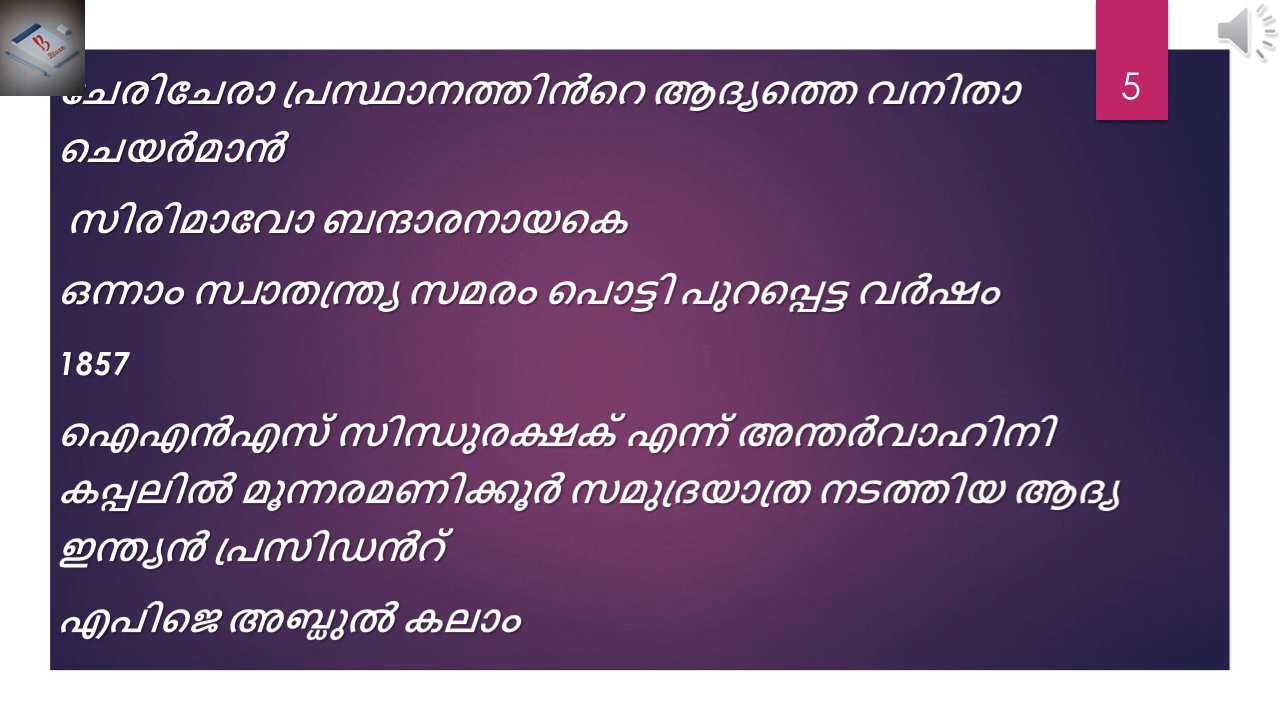 5
ചേരിചേരാ പ്രസ്ഥാനത്തിൻറെ ആദ്യത്തെ വനിതാ
ചെയർമാൻ
സിരിമാവോ ബന്ദാരനായകെ
ഒന്നാം സ്വാതന്ത്ര്യ സമരം പൊട്ടി പുറപ്പെട്ട വർഷം
1857
ഐഎൻഎസ് സിന്ധുരക്ഷക് എന്ന് അന്തർവാഹിനി
കപ്പലിൽ മൂന്നരമണിക്കൂർ സമുദ്രയാത്ര നടത്തിയ ആദ്യ
ഇന്ത്യൻ പ്രസിഡൻറ്
എപിജെ അബ്ദുൽ കലാം